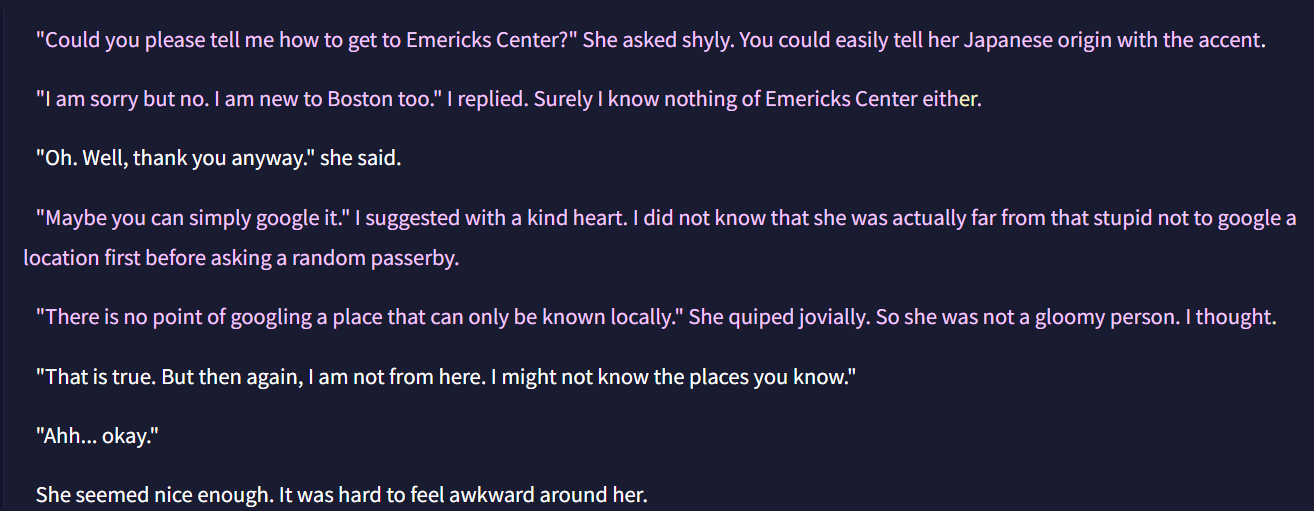 "Could you please tell me how to get to Emericks Center?" She asked shyly. You could easily tell her Japanese origin with the accent.
"I am sorry but no. I am new to Boston too." I replied. Surely I know nothing of Emericks Center either.
"Oh. Well, thank you anyway." she said.
"Maybe you can simply google it." I suggested with a kind heart. I did not know that she was actually far from that stupid not to google a
location first before asking a random passerby.
"There is no point of googling a place that can only be known locally." She quiped jovially. So she was not a gloomy person. I thought.
"That is true. But then again, I am not from here. I might not know the places you know."
"Ahh... okay."
She seemed nice enough. It was hard to feel awkward around her.